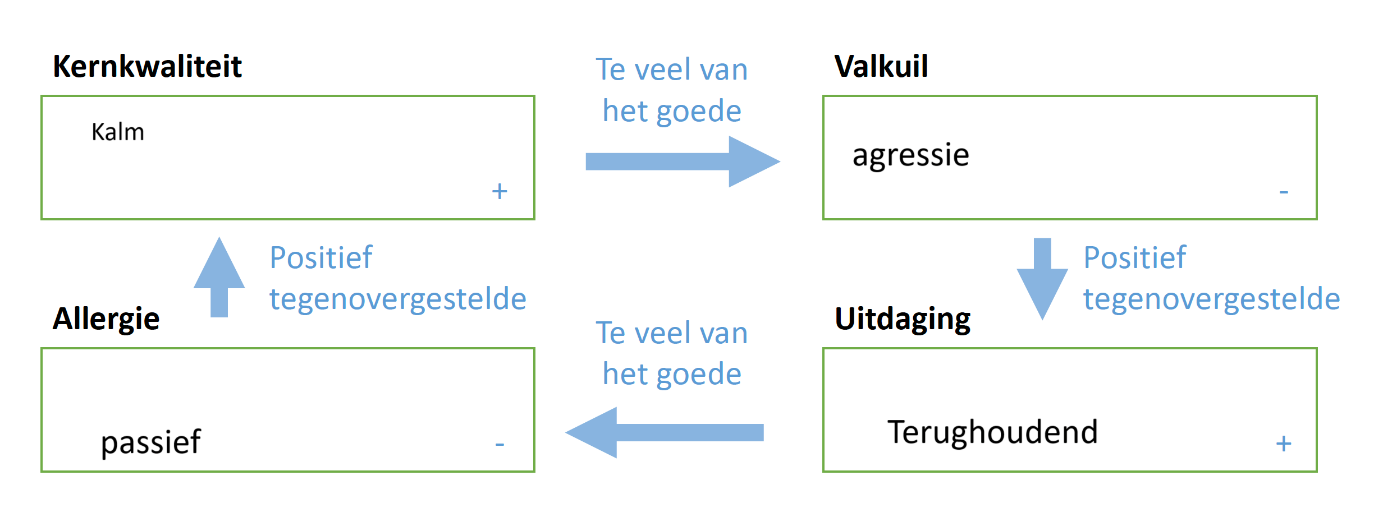 Kernkwaliteit
Te veel van
het goede
Valkuil
Kalm
+
agressie
-
Positief
tegenovergestelde
Positief
tegenovergestelde
Allergie
Te veel van
het goede
Uitdaging
passief
-
Terughoudend
+